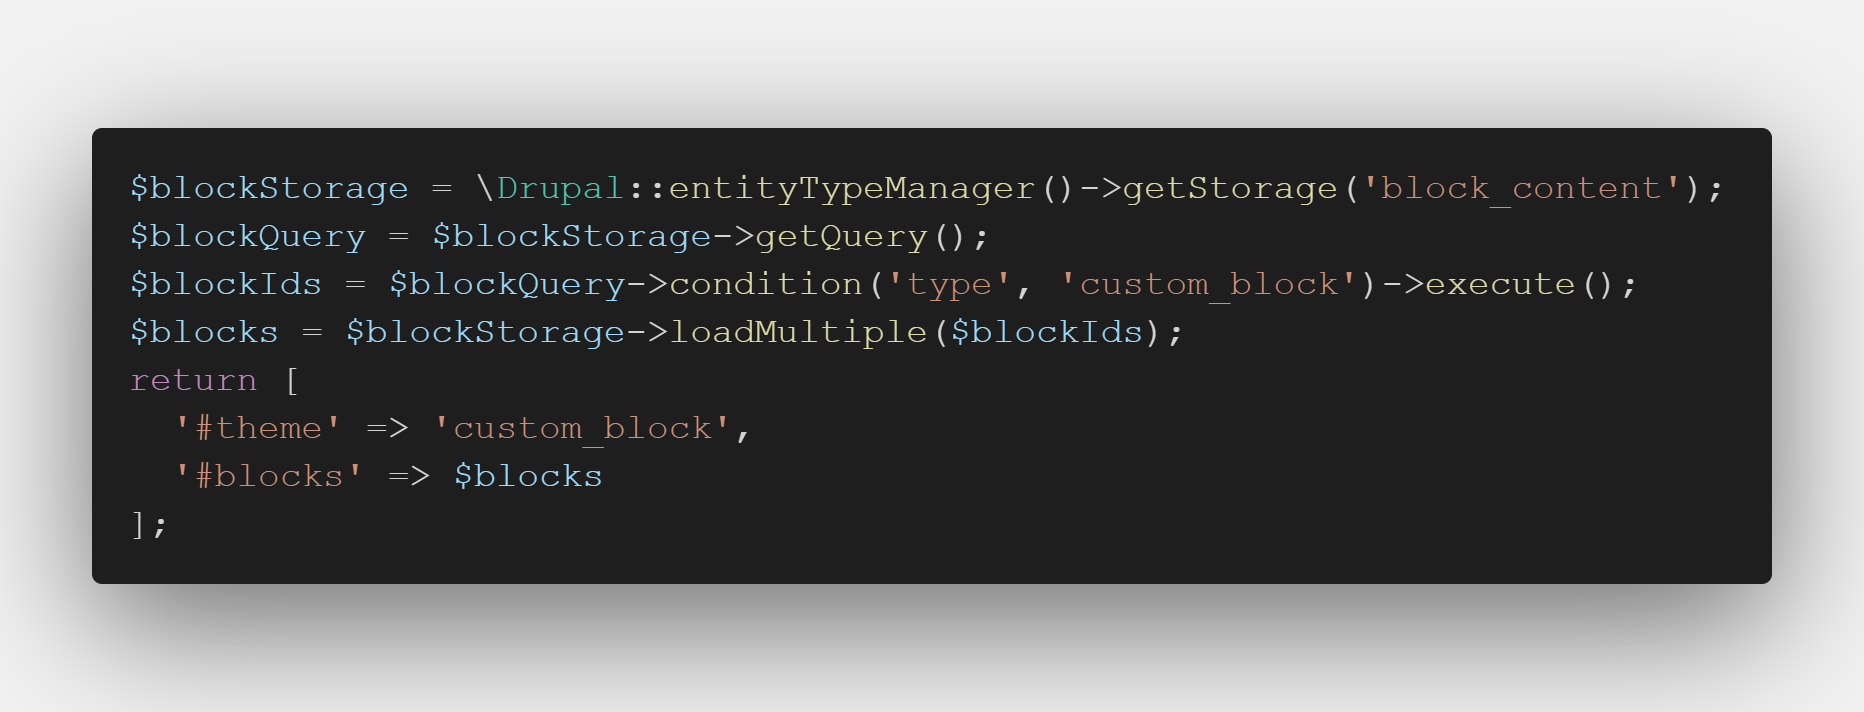 $blockStorage = \Drupal::entityTypeManager()->getStorage('block_content');
$blockQuery = $blockStorage->getQuery();
$blockIds = $blockQuery->condition('type', 'custom_block')->execute();
$blocks = $blockStorage->loadMultiple($blockIds);
return [
  '#theme' => 'custom_block',
  '#blocks' => $blocks
];